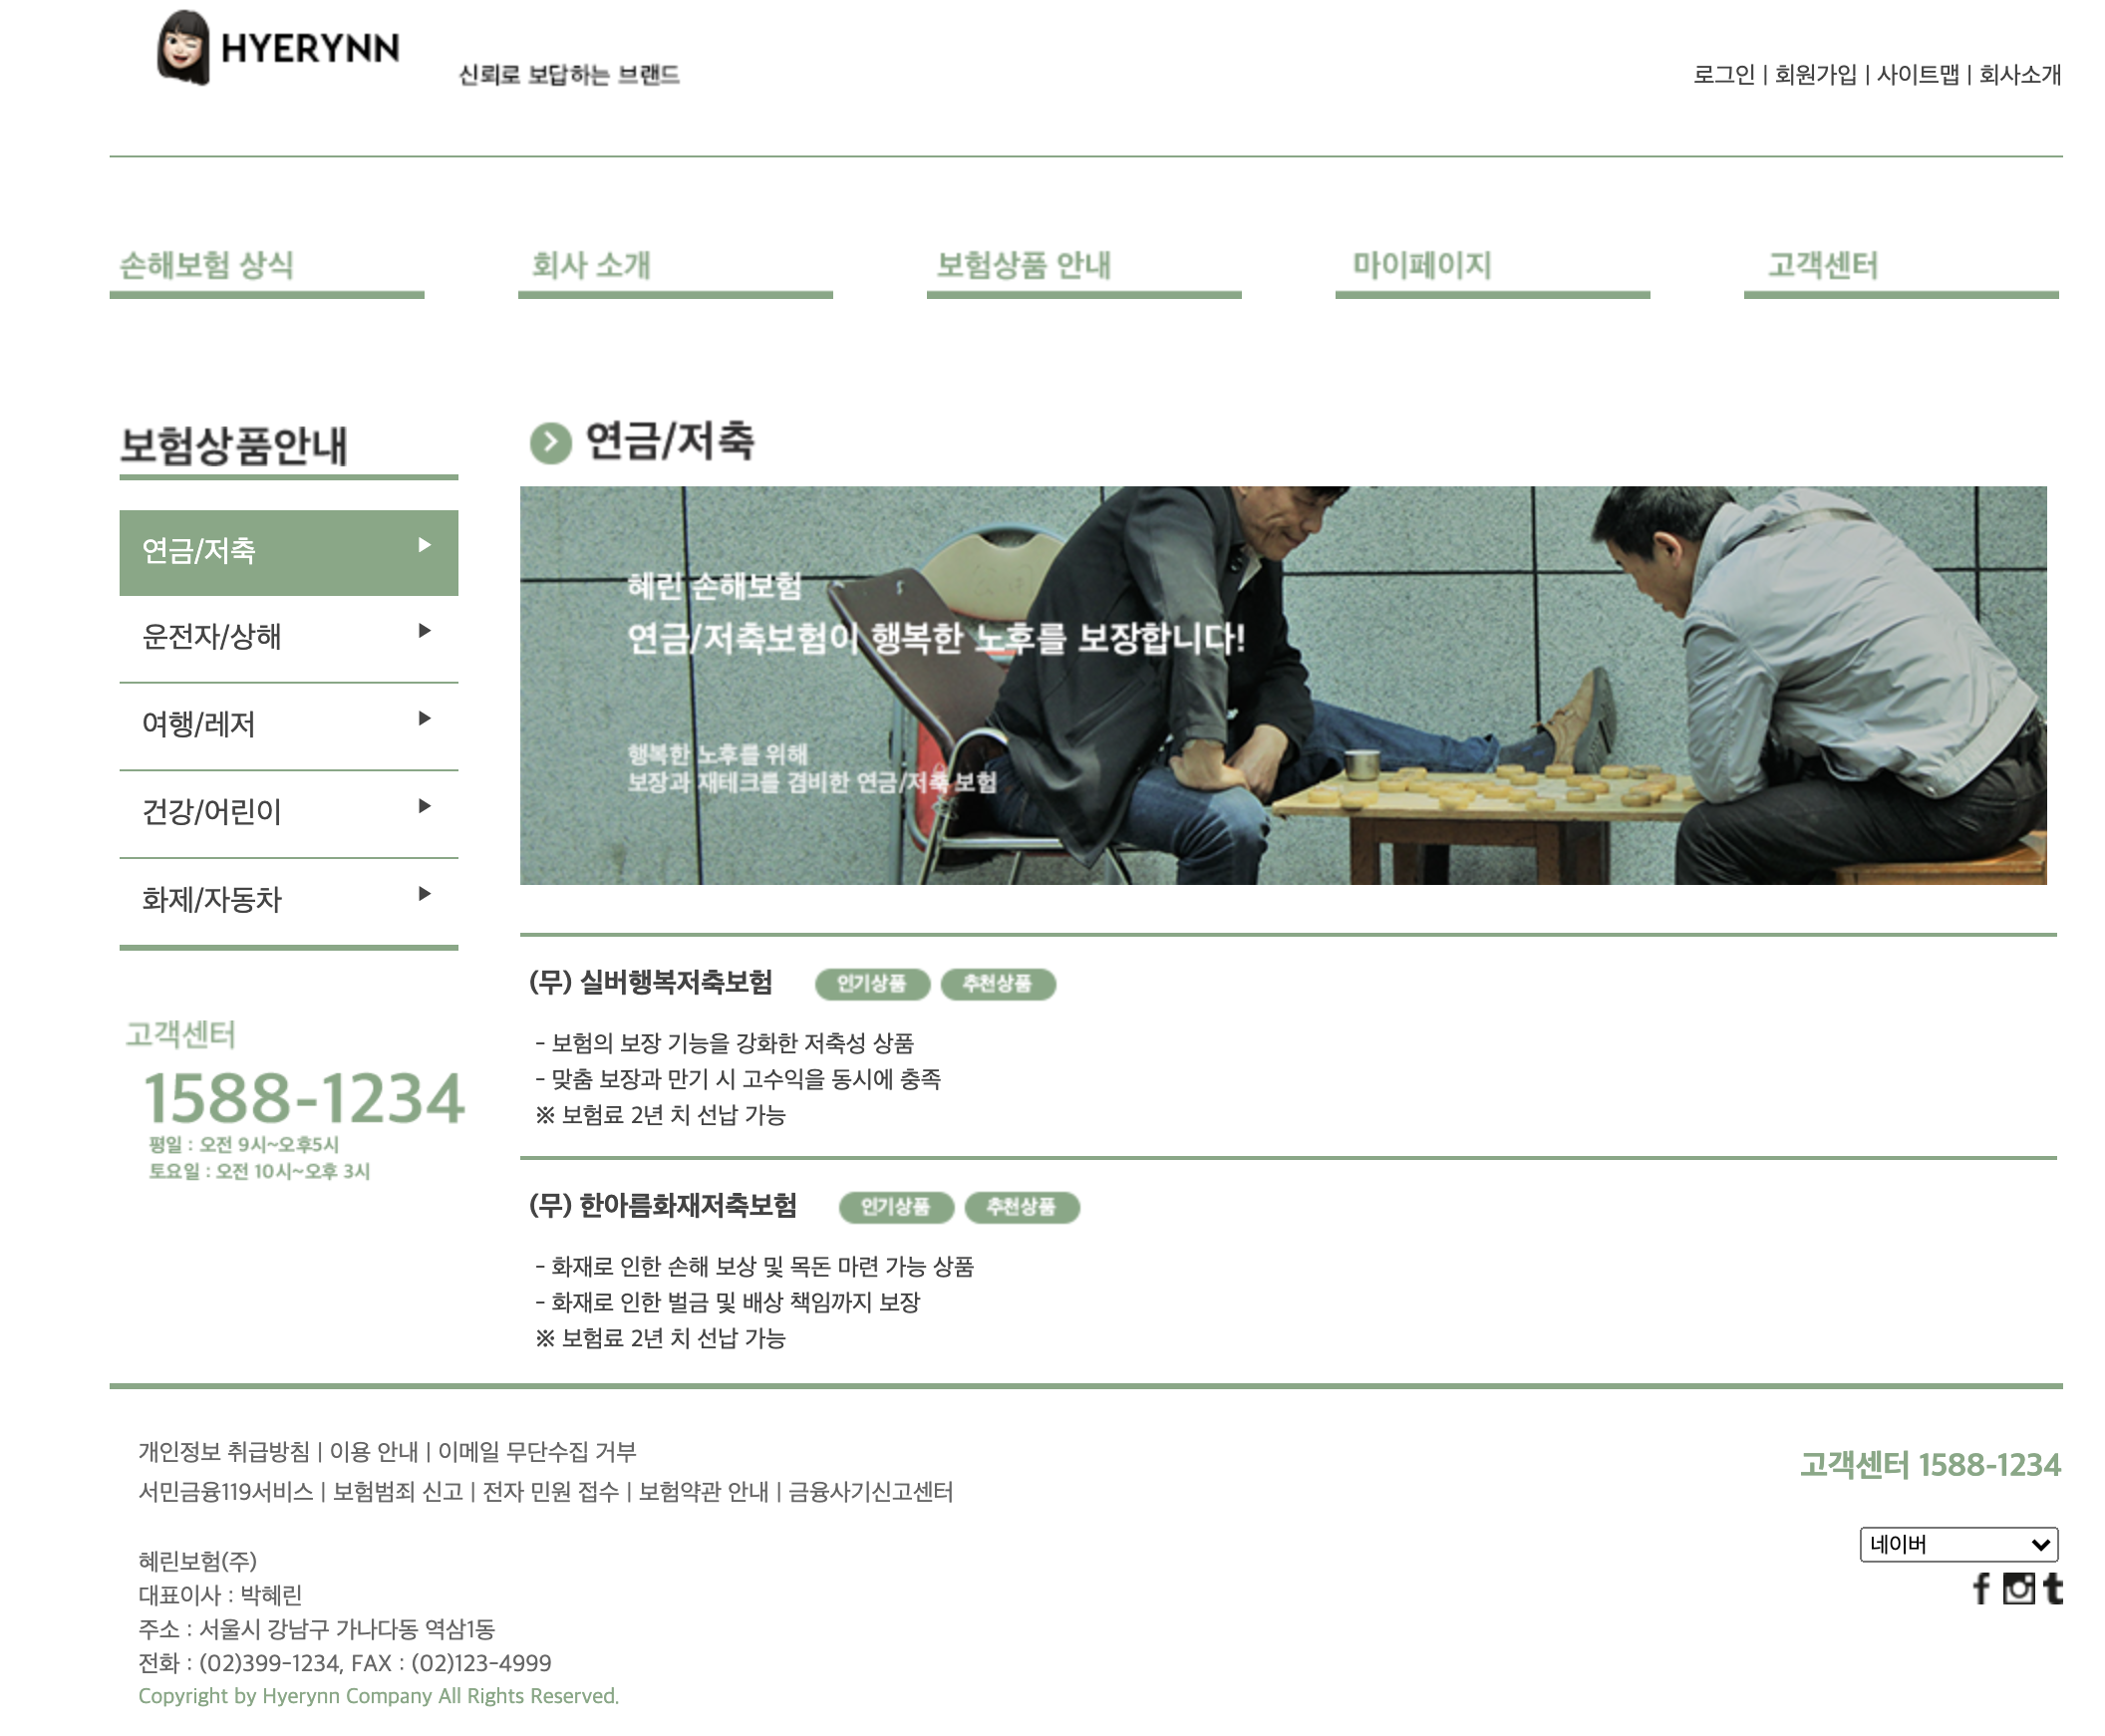 HYERYNN
신뢰로 보답하는 브랜드
로그인 | 회원가입 | 사이트맵 | 회사소개
손해보험 상식
회사 소개
보험상품 안내
마이페이지
고객센터
보험상품안내
연금/저축
운전자/상해
여행/레저
건강/어린이
화제/자동차
고객센터
1588-1234
평일 : 오전 9시~오후5시
토요일 : 오전 10시~오후 3시
연금/저축
혜린 손해보험
연금/저축보험이 행복한 노후를 보장합니다!
행복한 노후를 위해
보장과 재테크를 겸비한 연금/저축 보험
(무) 실버행복저축보험 인기상품 추천상품
- 보험의 보장 기능을 강화한 저축성 상품
- 맞춤 보장과 만기 시 고수익을 동시에 충족
※ 보험료 2년 치 선납 가능
(무) 한아름화재저축보험 인기상품 추천상품
- 화재로 인한 손해 보상 및 목돈 마련 가능 상품
- 화재로 인한 벌금 및 배상 책임까지 보장
※ 보험료 2년 치 선납 가능
개인정보 취급방침 | 이용 안내 | 이메일 무단수집 거부
서민금융119서비스 | 보험범죄 신고 | 전자 민원 접수 | 보험약관 안내 | 금융사기신고센터
혜린보험(주)
대표이사 : 박혜린
주소 : 서울시 강남구 가나다동 역삼1동
전화 : (02)399-1234, FAX : (02)123-4999
Copyright by Hyerynn Company All Rights Reserved.
고객센터 1588-1234
네이버